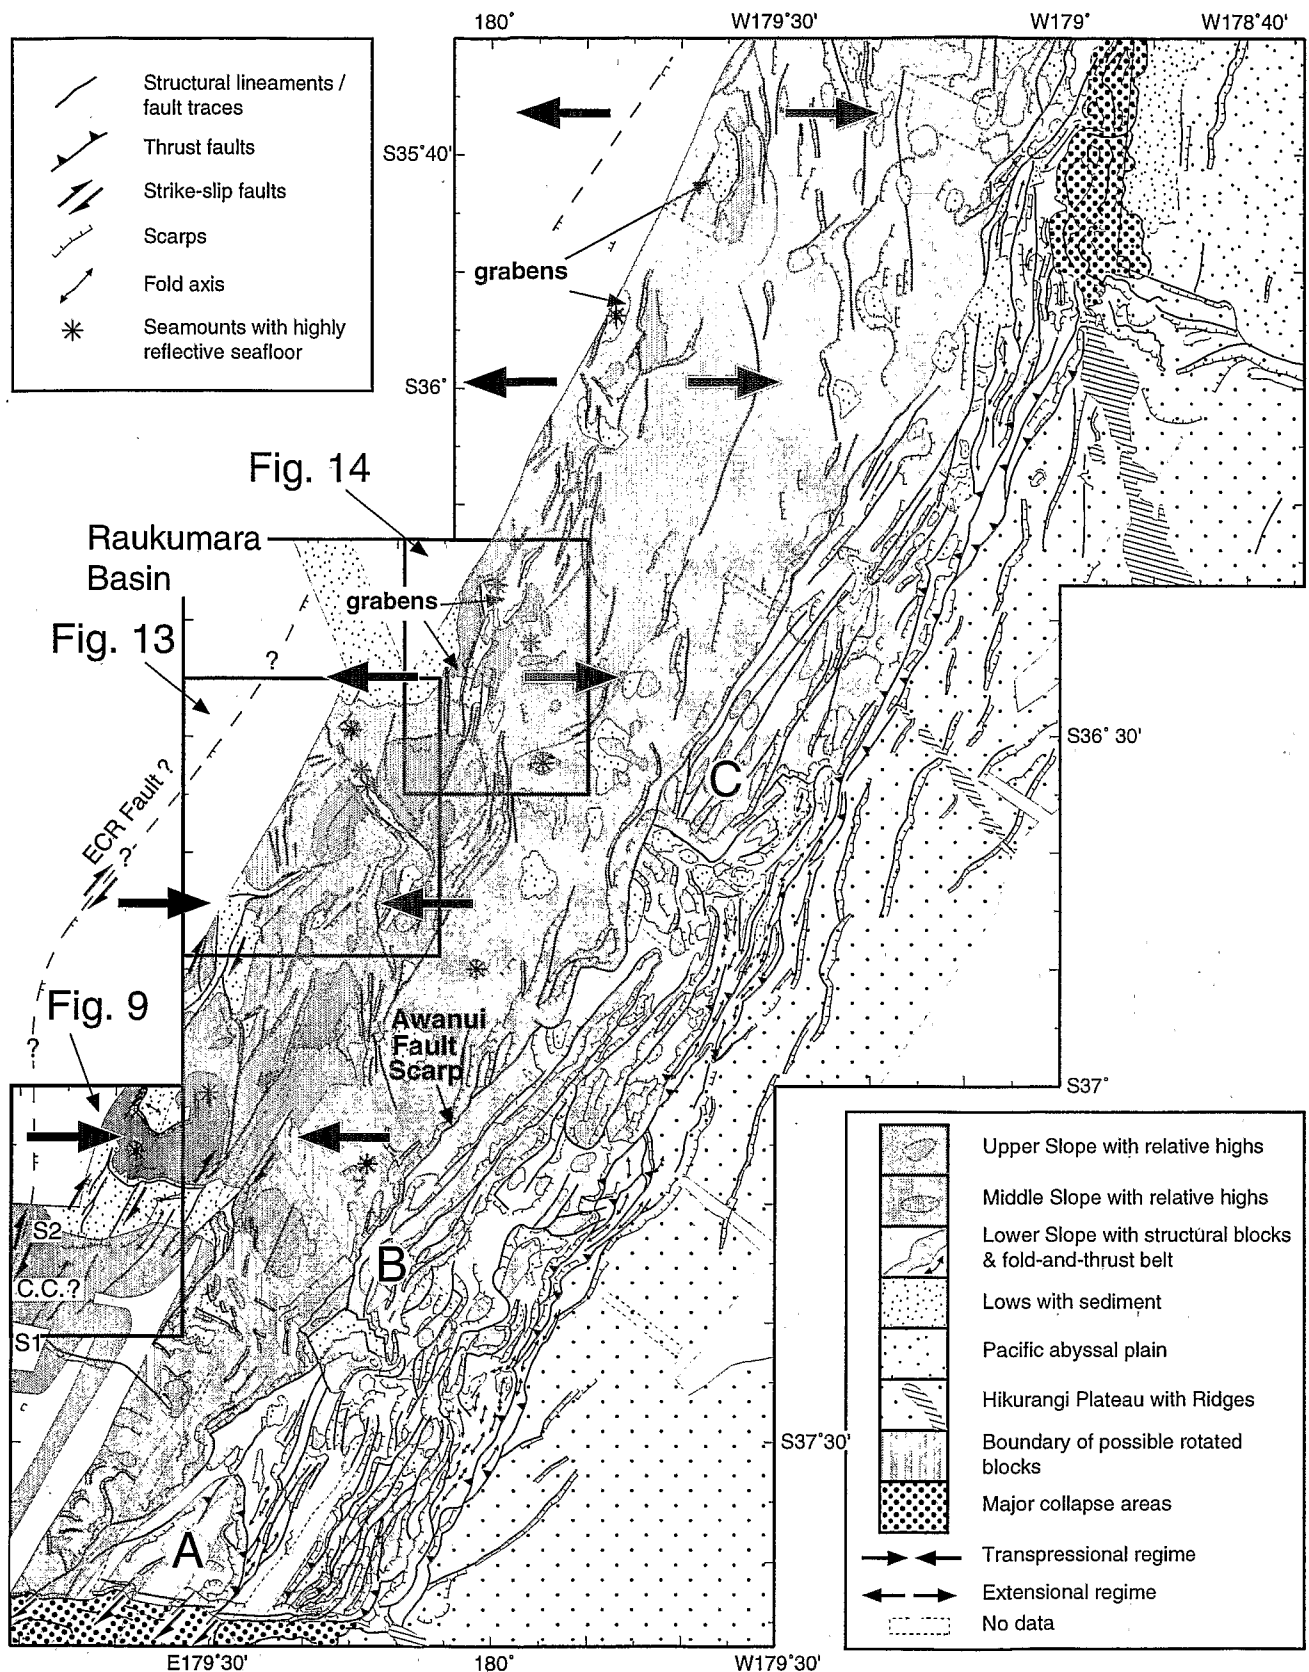 180°
W179°30'
W179°
W178°40'
Structural lineaments /
fault traces
Thrust faults
Strike-slip faults
Scarps
Fold axis
Seamounts with highly
reflective seafloor
S35°40'
grabens
S36°
Fig. 14
Raukumara
Basin
grabens
Fig. 13
?
S36° 30'
C
ECR Fault ?
?
Fig. 9
?
Awanui
Fault
Scarp
S37°
S2
B
C.C.?
S1
Upper Slope with relative highs
Middle Slope with relative highs
Lower Slope with structural blocks
& fold-and-thrust belt
Lows with sediment
Pacific abyssal plain
Hikurangi Plateau with Ridges
Boundary of possible rotated
blocks
Major collapse areas
Transpressional regime
Extensional regime
No data
S37°30'
A
E179°30'
180°
W179°30'